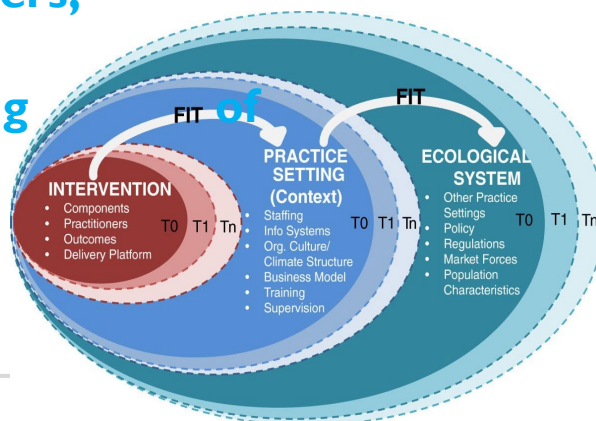 ers,
g
of
FIT
FIT
INTERVENTION
• Components
• Practitioners
• Outcomes
• Delivery Platform
T0 T1 Tn
PRACTICE
SETTING
(Context)
• Staffing
• Info Systems
• Org. Culture/
Climate Structure
• Business Model
• Training
• Supervision
T0 T1 Tn
ECOLOGICAL
SYSTEM
• Other Practice
Settings
• Policy
• Regulations
• Market Forces
• Population
Characteristics
T0 T1 Tn